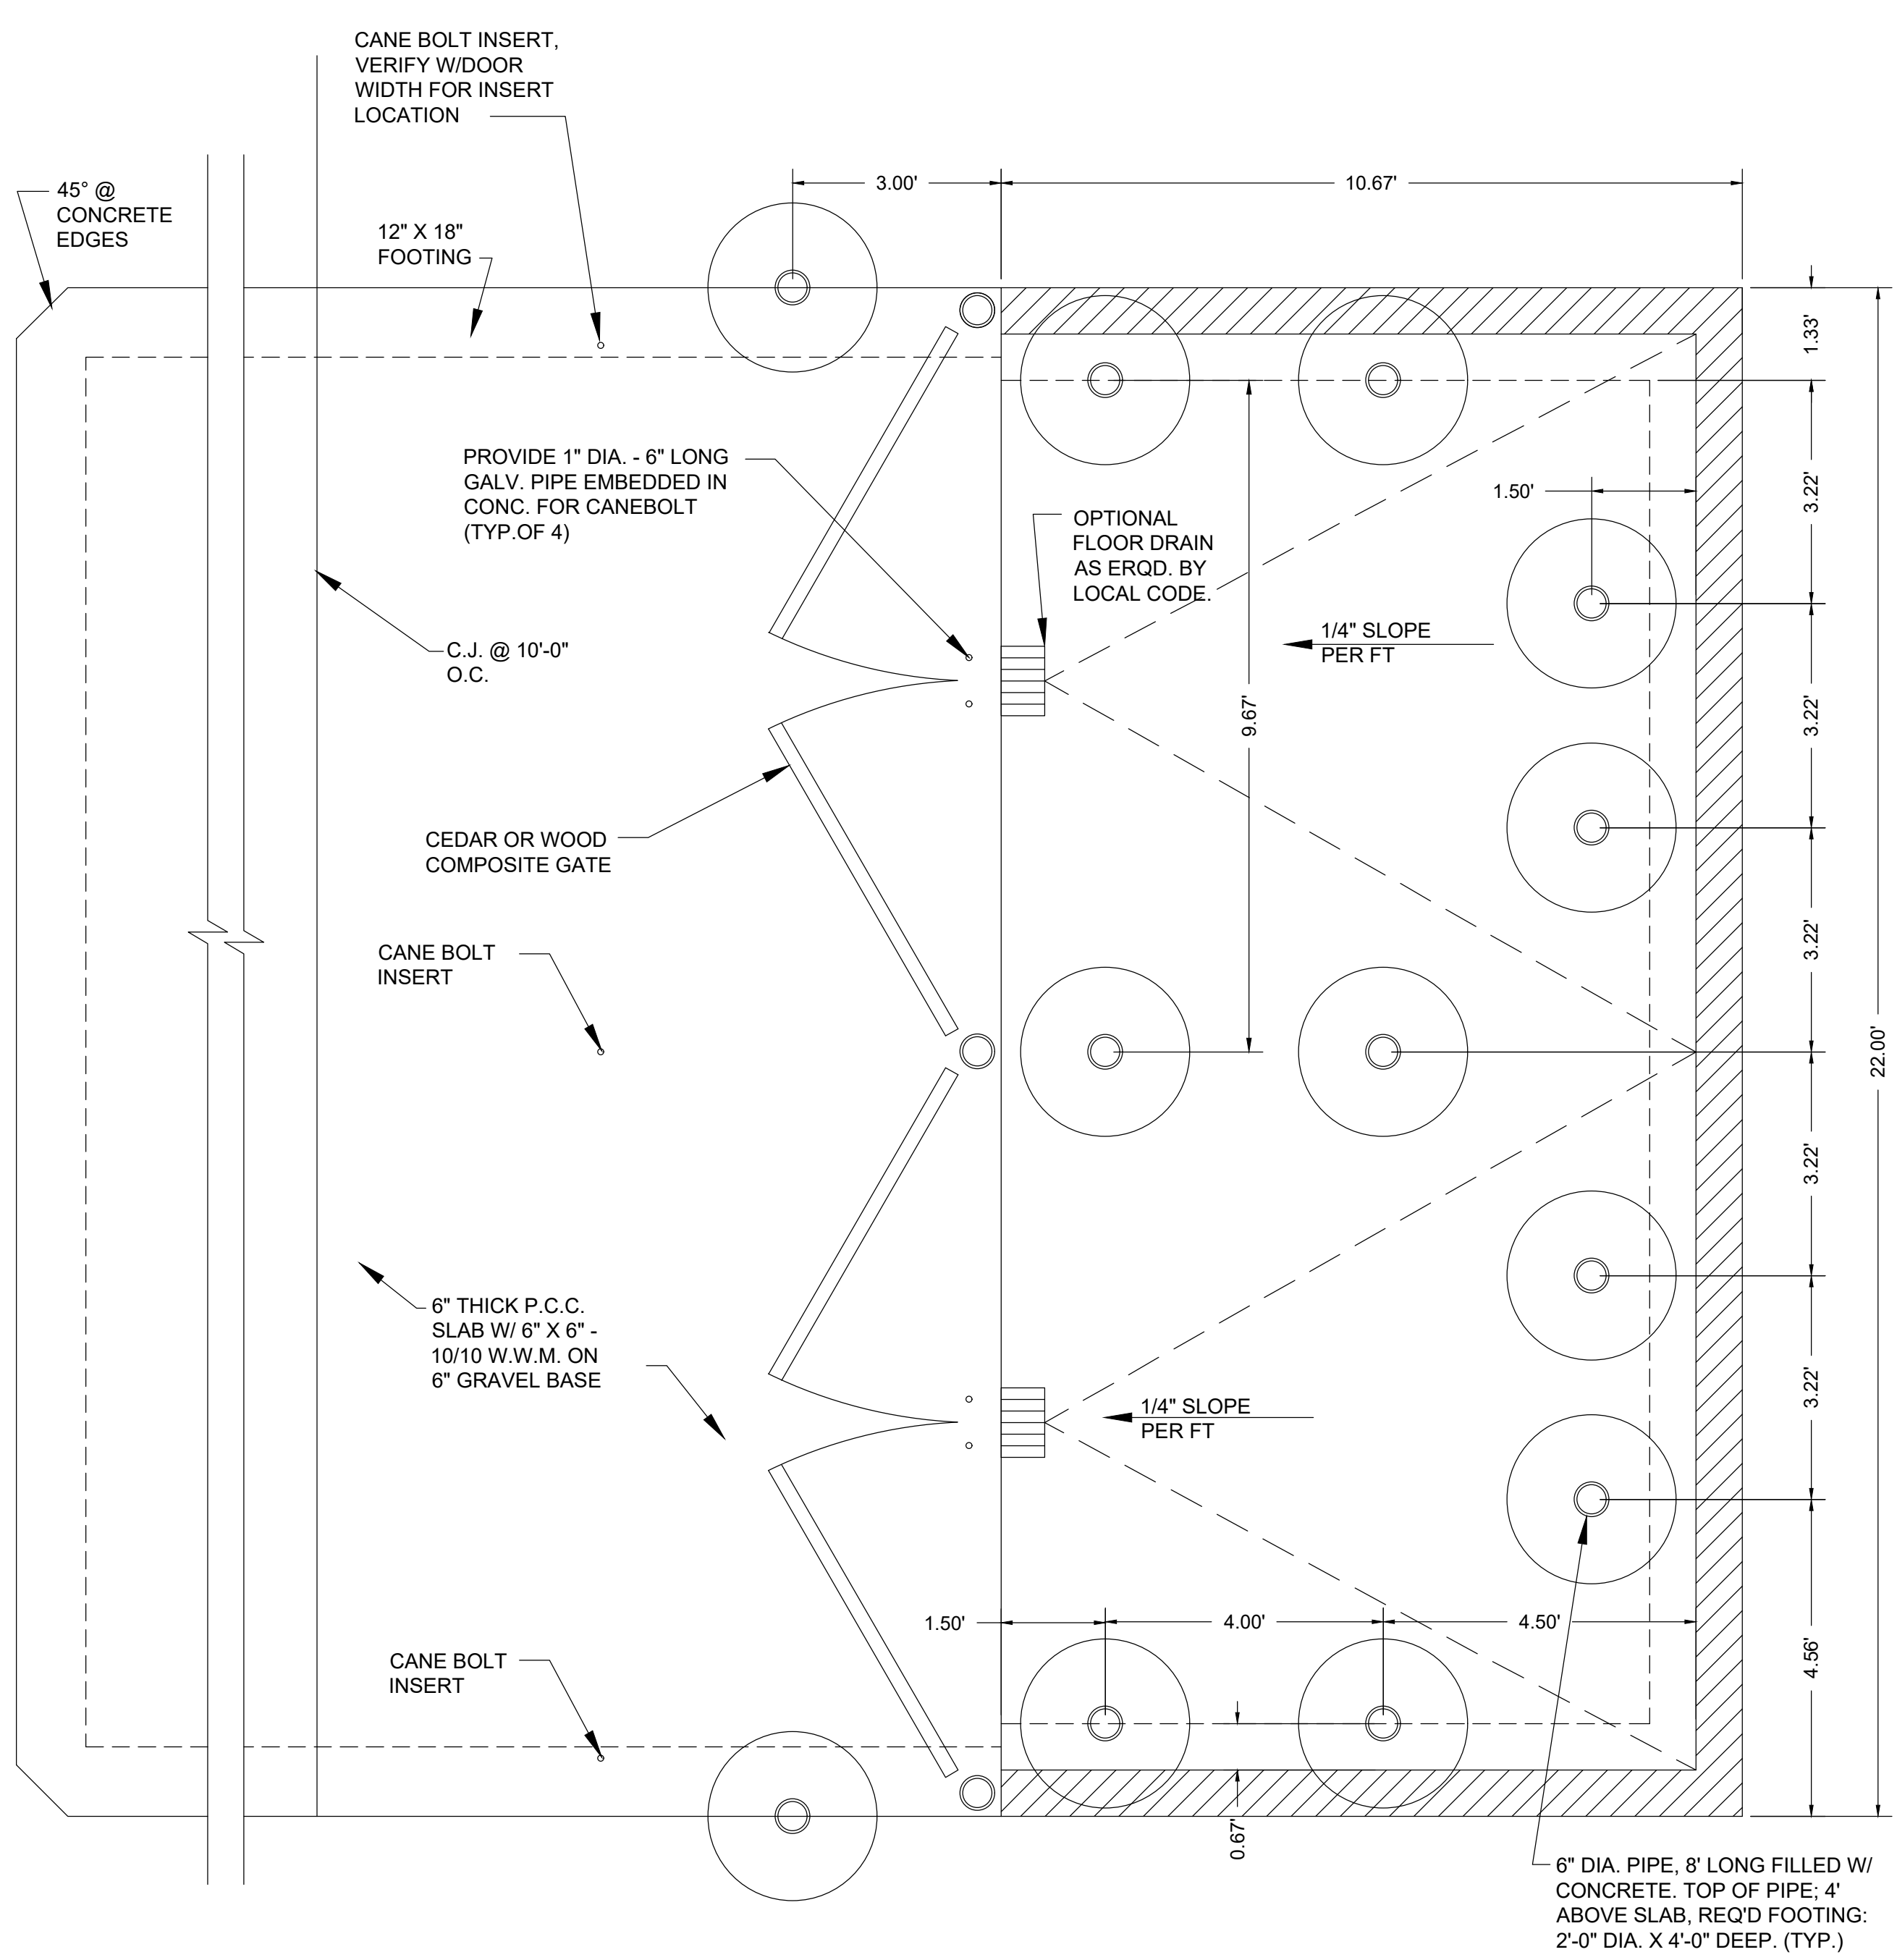 CANE BOLT INSERT,
VERIFY W/DOOR
WIDTH FOR INSERT
LOCATION
45° @
CONCRETE
EDGES
12" X 18"
FOOTING
3.00'
10.67'
1.33'
PROVIDE 1" DIA. - 6" LONG
GALV. PIPE EMBEDDED IN
CONC. FOR CANEBOLT
(TYP.OF 4)
OPTIONAL
FLOOR DRAIN
AS ERQD. BY
LOCAL CODE.
1.50'
3.22'
C.J. @ 10'-0"
O.C.
1/4" SLOPE
PER FT
9.67'
3.22'
CEDAR OR WOOD
COMPOSITE GATE
CANE BOLT
INSERT
3.22'
22.00'
3.22'
6" THICK P.C.C.
SLAB W/ 6" X 6" -
10/10 W.W.M. ON
6" GRAVEL BASE
1/4" SLOPE
PER FT
3.22'
1.50'
4.00'
4.50'
4.56'
CANE BOLT
INSERT
0.67'
6" DIA. PIPE, 8' LONG FILLED W/
CONCRETE. TOP OF PIPE; 4'
ABOVE SLAB, REQ'D FOOTING:
2'-0" DIA. X 4'-0" DEEP. (TYP.)